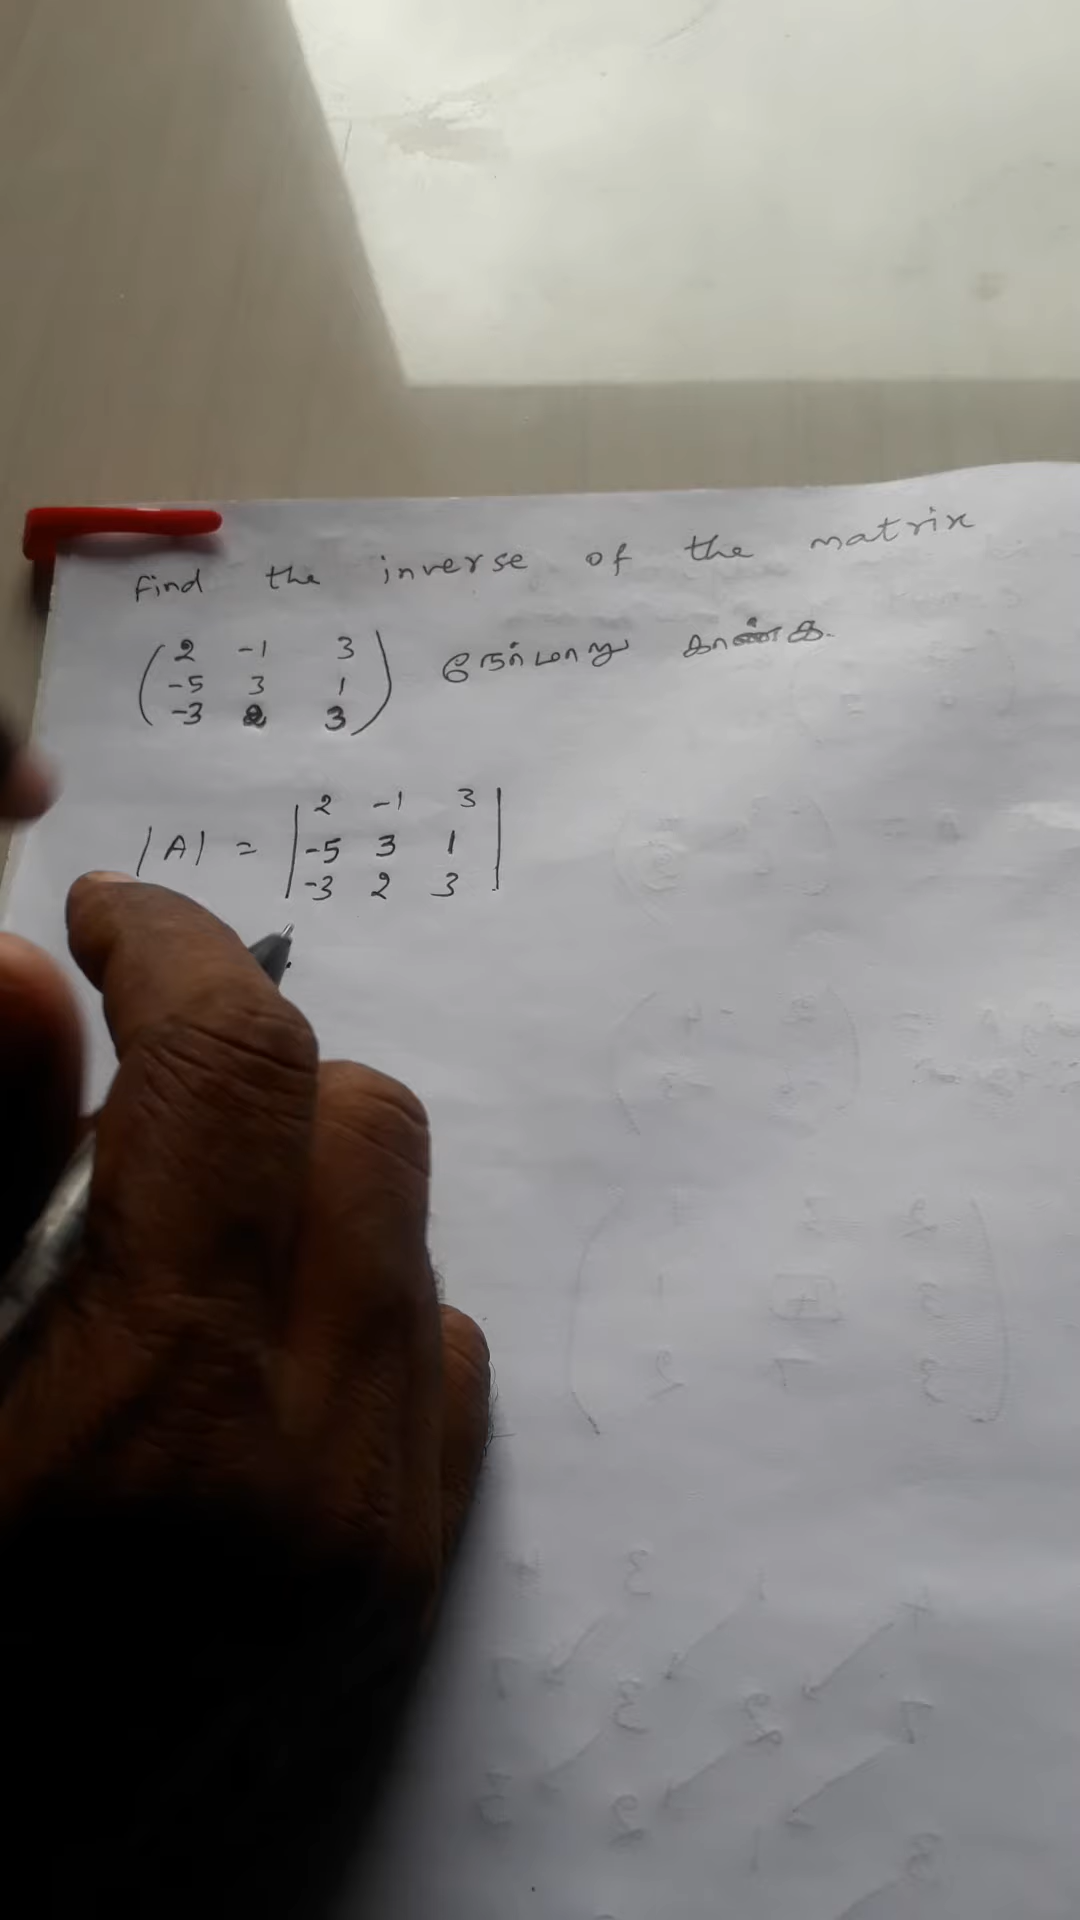 Find the inverse of the matrix
2 -1 3
-5 3 1 நேர்மாறு காண்க.
-3 2 3
2 -1 3
|A| = -5 3 1
-3 2 3